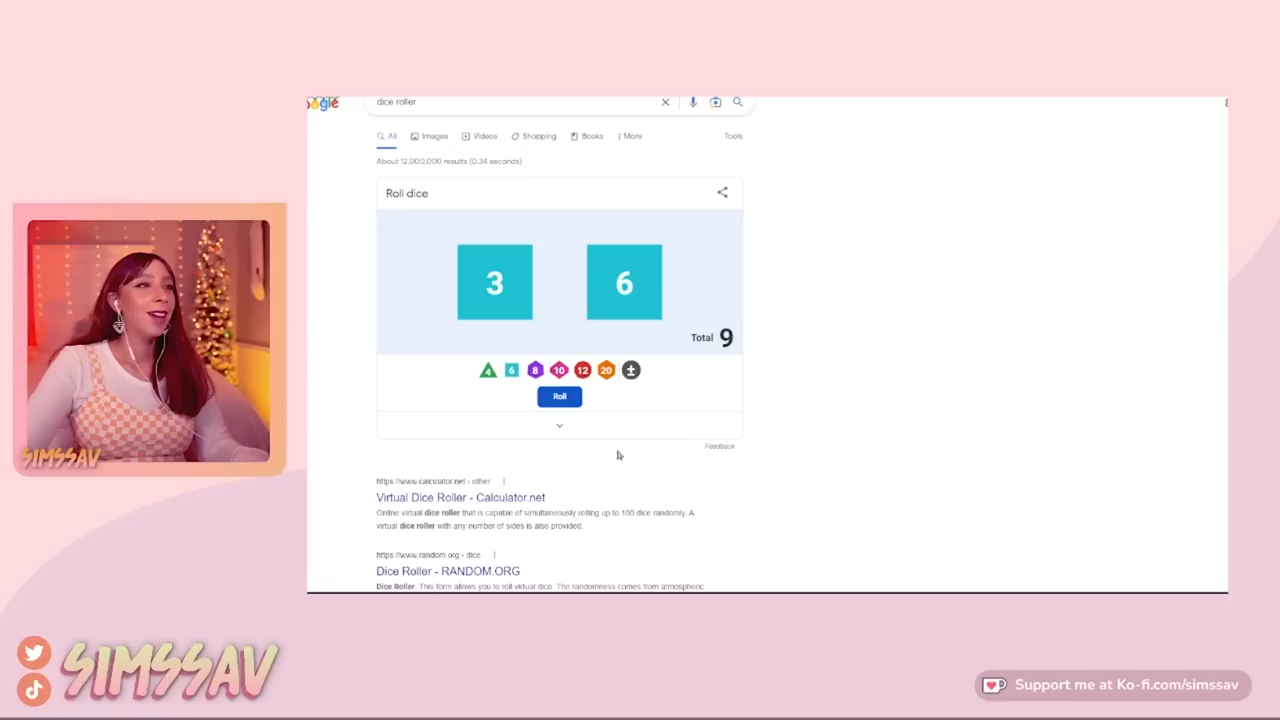 oogle
dice roller
All Images Videos Shopping Books More Tools
About 12,000,000 results (0.34 seconds)
Roll dice
3 6
Total 9
4 6 8 10 12 20 ±
Roll
Feedback
https://www.calculator.net › other
Virtual Dice Roller - Calculator.net
Online virtual dice roller that is capable of simultaneously rolling up to 100 dice randomly. A
virtual dice roller with any number of sides is also provided.
https://www.random.org › dice
Dice Roller - RANDOM.ORG
Dice Roller. This form allows you to roll virtual dice. The randomness comes from atmospheric
SIMSSAV
SIMSSAV
Support me at Ko-fi.com/simssav